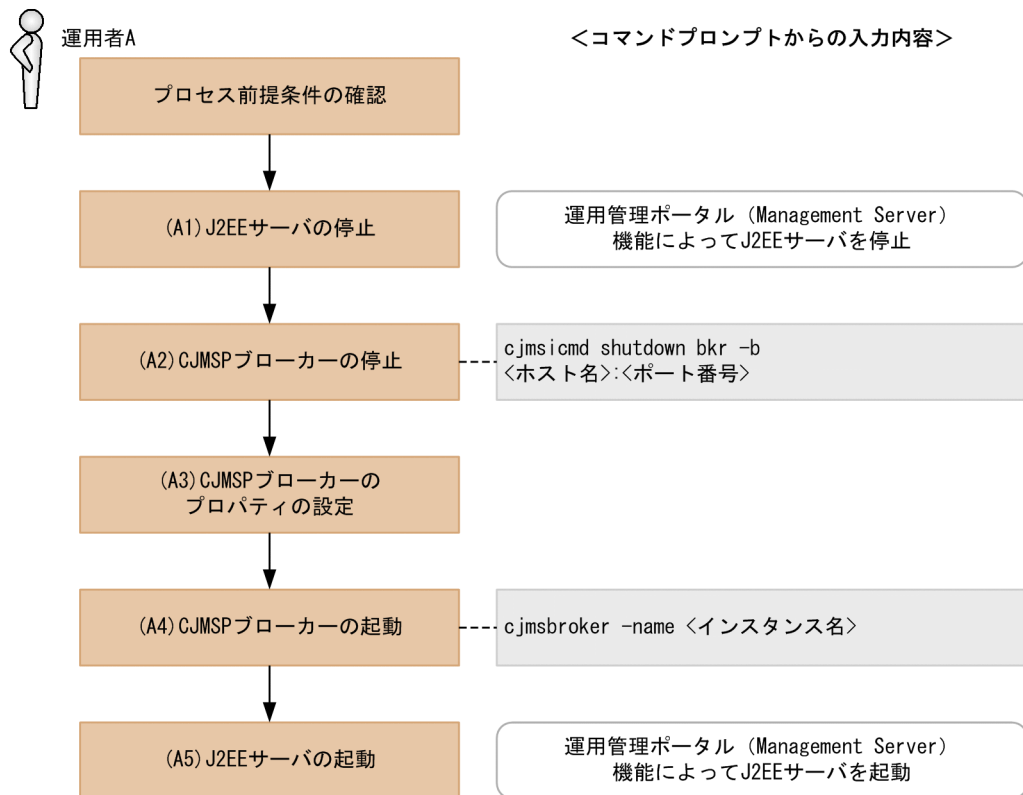 運用者A
＜コマンドプロンプトからの入力内容＞
プロセス前提条件の確認
(A1)J2EEサーバの停止
運用管理ポータル（Management Server）
機能によってJ2EEサーバを停止
(A2)CJMSPブローカーの停止
cjmsicmd shutdown bkr -b
<ホスト名>:<ポート番号>
(A3)CJMSPブローカーの
プロパティの設定
(A4)CJMSPブローカーの起動
cjmsbroker -name <インスタンス名>
(A5)J2EEサーバの起動
運用管理ポータル（Management Server）
機能によってJ2EEサーバを起動